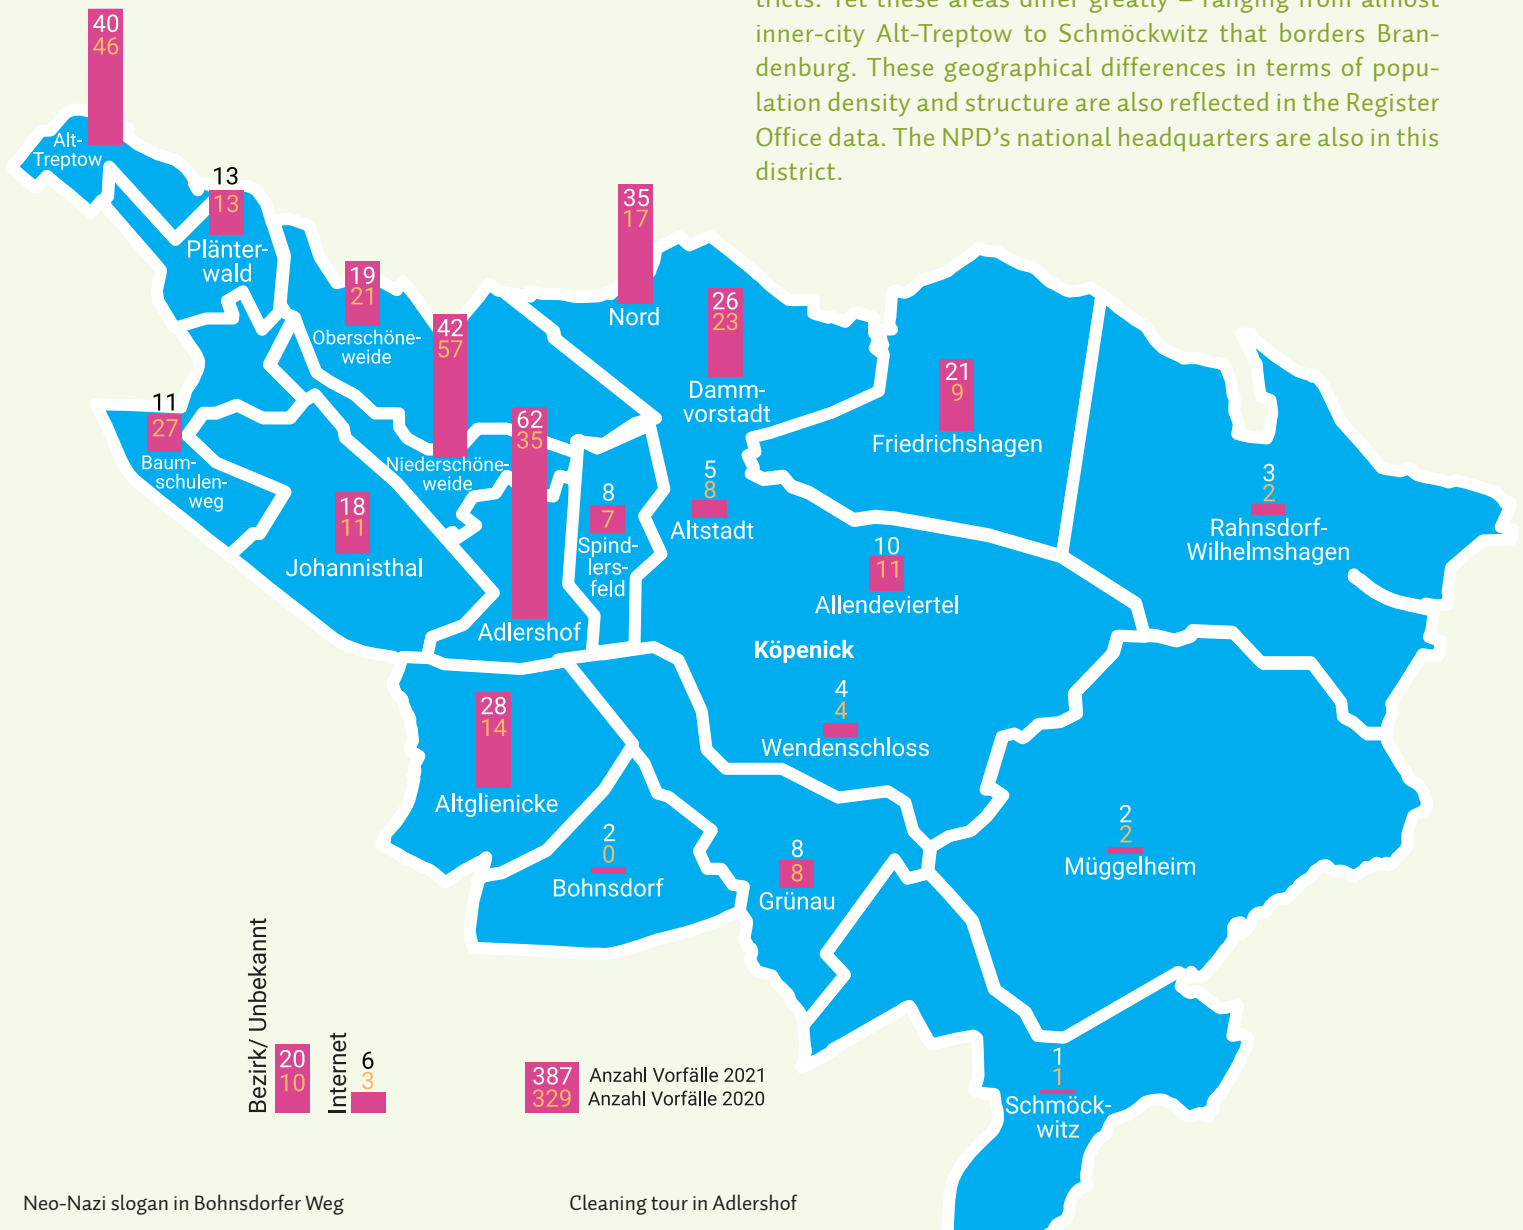 tricts. Yet these areas differ greatly – ranging from almost
inner-city Alt-Treptow to Schmöckwitz that borders Bran-
denburg. These geographical differences in terms of popu-
lation density and structure are also reflected in the Register
Office data. The NPD’s national headquarters are also in this
district.
40
46
Alt-
Treptow
13
13
Plänter-
wald
19
21
Oberschöne-
weide
42
57
Niederschöne-
weide
35
17
Nord
26
23
Damm-
vorstadt
21
9
Friedrichshagen
3
2
Rahnsdorf-
Wilhelmshagen
11
27
Baum-
schulen-
weg
18
11
Johannisthal
62
35
Adlershof
8
7
Spind-
lers-
feld
5
8
Altstadt
10
11
Allendeviertel
Köpenick
4
4
Wendenschloss
28
14
Altglienicke
2
0
Bohnsdorf
8
8
Grünau
2
2
Müggelheim
1
1
Schmöck-
witz
Bezirk/ Unbekannt
20
10
Internet
6
3
387 Anzahl Vorfälle 2021
329 Anzahl Vorfälle 2020
Neo-Nazi slogan in Bohnsdorfer Weg
Cleaning tour in Adlershof